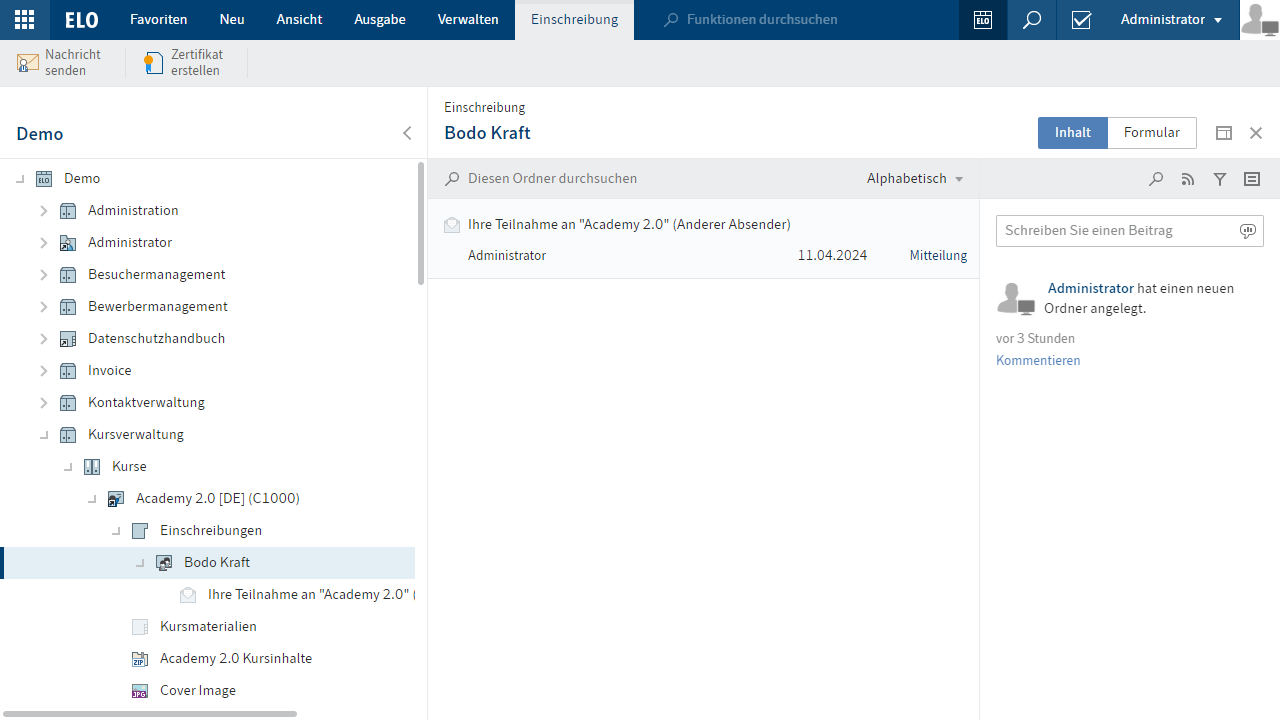 ELO Favoriten Neu Ansicht Ausgabe Verwalten Einschreibung Funktionen durchsuchen ELO Administrator
Nachricht senden
Zertifikat erstellen
Demo
Einschreibung
Bodo Kraft
Inhalt Formular
ELO Demo
Administration
Administrator
Besuchermanagement
Bewerbermanagement
Datenschutzhandbuch
Invoice
Kontaktverwaltung
Kursverwaltung
Kurse
Academy 2.0 [DE] (C1000)
Einschreibungen
Bodo Kraft
Ihre Teilnahme an "Academy 2.0" (
Kursmaterialien
ZIP Academy 2.0 Kursinhalte
JPG Cover Image
Diesen Ordner durchsuchen Alphabetisch
Ihre Teilnahme an "Academy 2.0" (Anderer Absender)
Administrator 11.04.2024 Mitteilung
Schreiben Sie einen Beitrag
Administrator hat einen neuen
Ordner angelegt.
vor 3 Stunden
Kommentieren